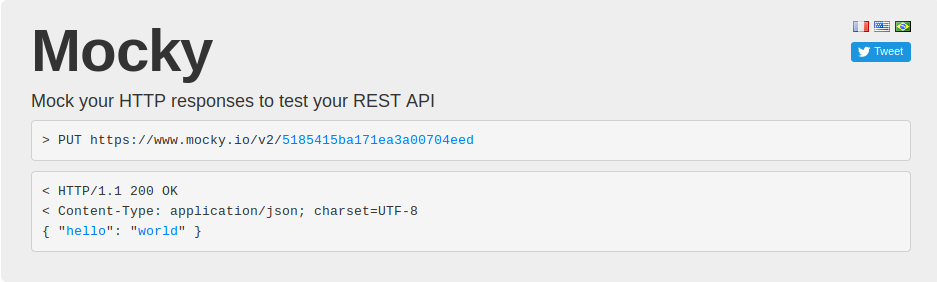 Mocky
Tweet
Mock your HTTP responses to test your REST API
> PUT https://www.mocky.io/v2/5185415ba171ea3a00704eed
< HTTP/1.1 200 OK
< Content-Type: application/json; charset=UTF-8
{ "hello": "world" }